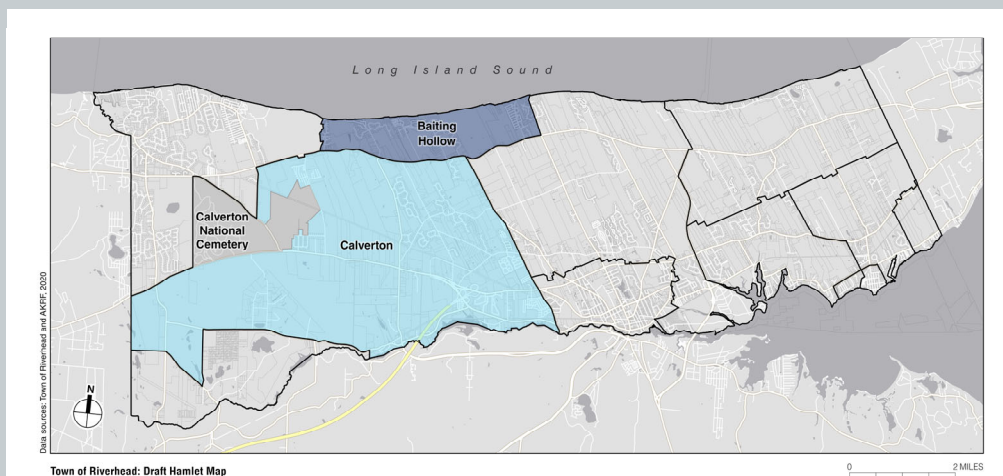 Long Island Sound
Baiting
Hollow
Calverton
National
Cemetery
Calverton
Data sources: Town of Riverhead and AKRF, 2020
N
Town of Riverhead: Draft Hamlet Map
0 2 MILES